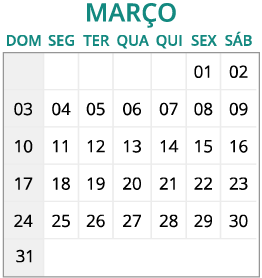 MARÇO
DOM SEG TER QUA QUI SEX SÁB
01 02
03 04 05 06 07 08 09
10 11 12 13 14 15 16
17 18 19 20 21 22 23
24 25 26 27 28 29 30
31